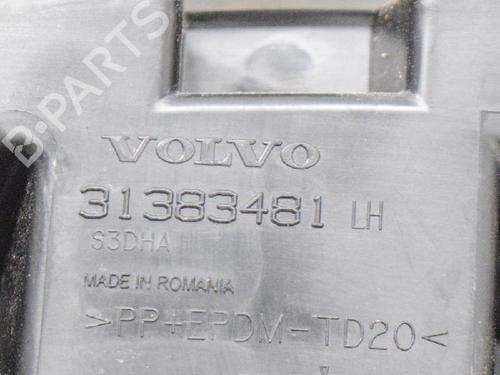 B-PARTS
VOLVO
31383481 LH
S3DHA
MADE IN ROMANIA
>PP+EPDM-TD20<